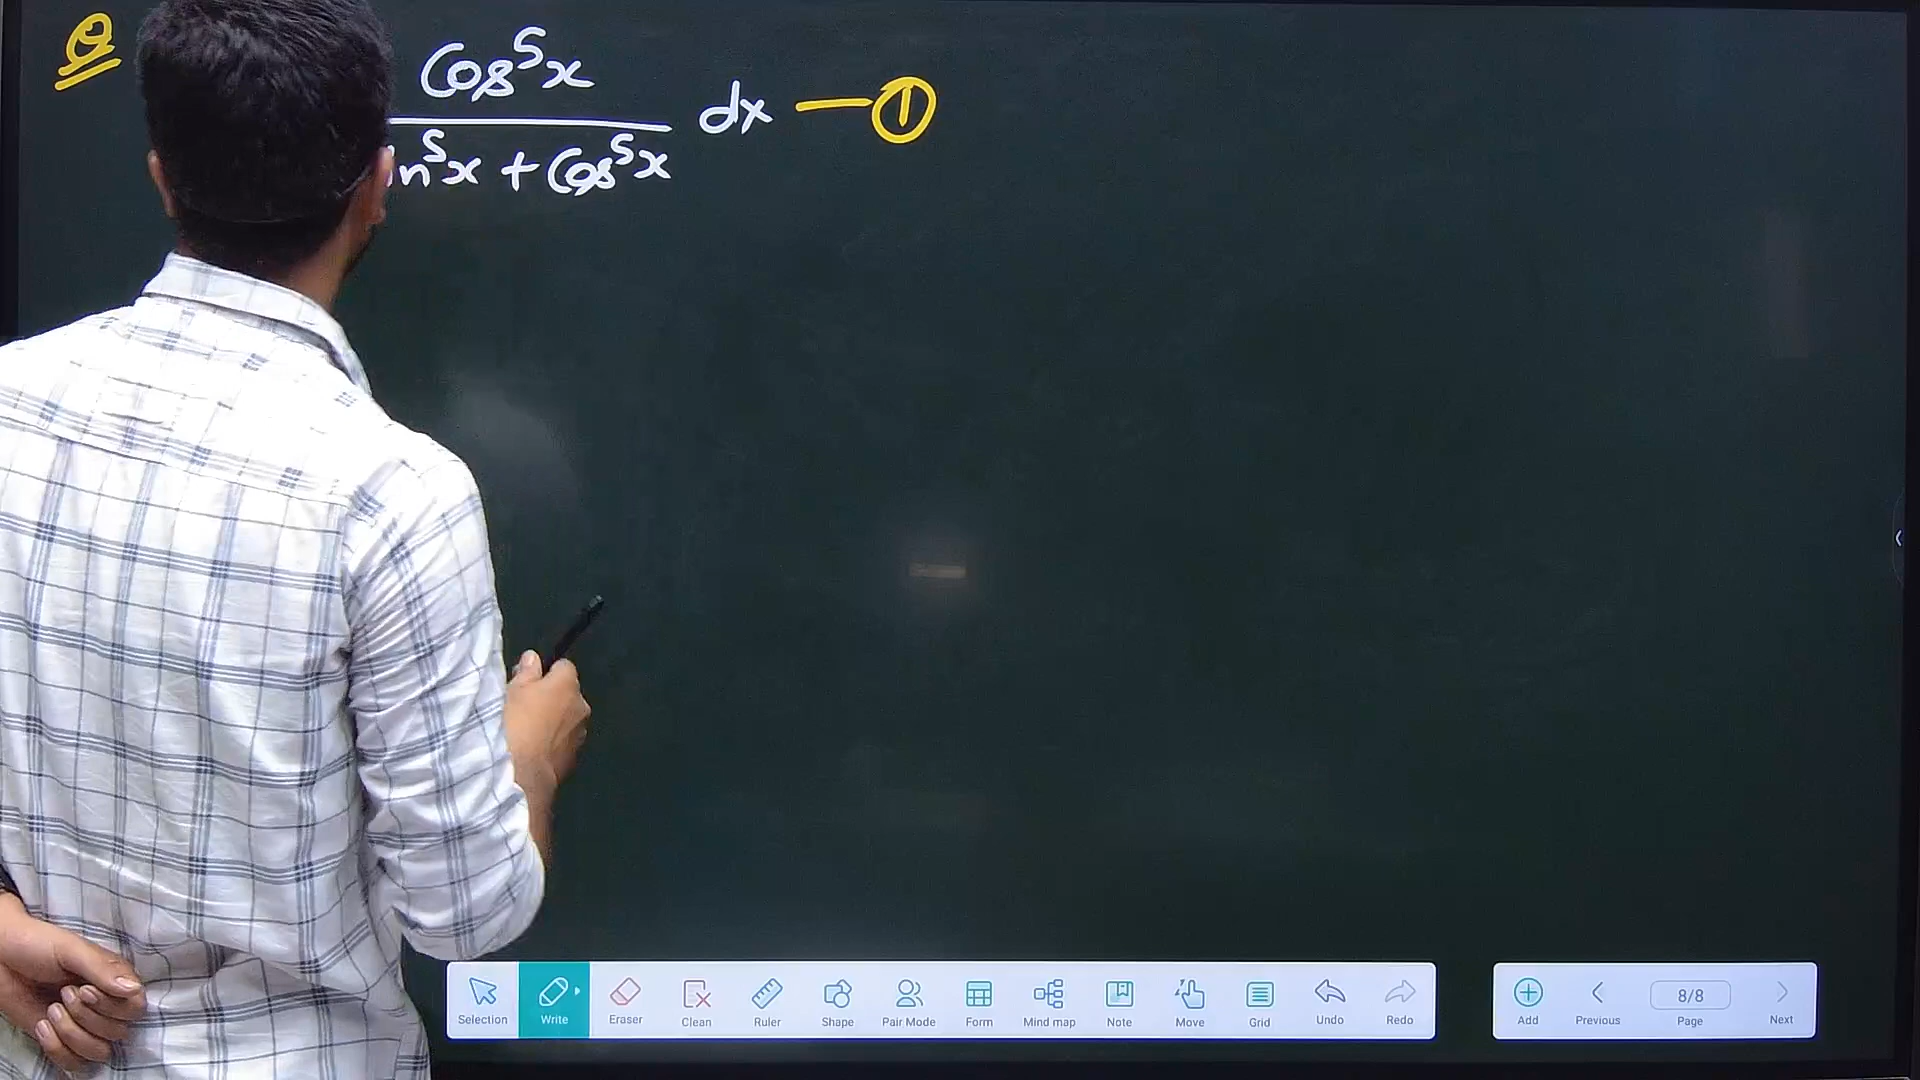 Q
Cos⁵x
n⁵x + Cos⁵x
dx — ①
Selection
Write
Eraser
Clean
Ruler
Shape
Pair Mode
Form
Mind map
Note
Move
Grid
Undo
Redo
Add
Previous
8/8
Page
Next